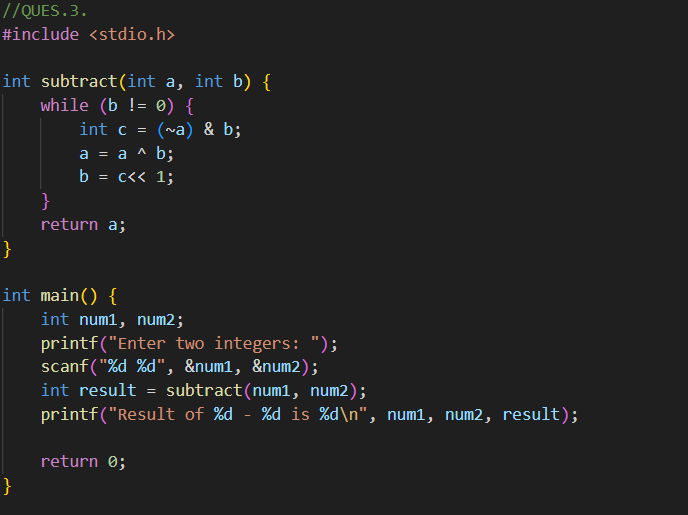 //QUES.3.
#include <stdio.h>

int subtract(int a, int b) {
    while (b != 0) {
        int c = (~a) & b;
        a = a ^ b;
        b = c<< 1;
    }
    return a;
}

int main() {
    int num1, num2;
    printf("Enter two integers: ");
    scanf("%d %d", &num1, &num2);
    int result = subtract(num1, num2);
    printf("Result of %d - %d is %d\n", num1, num2, result);

    return 0;
}